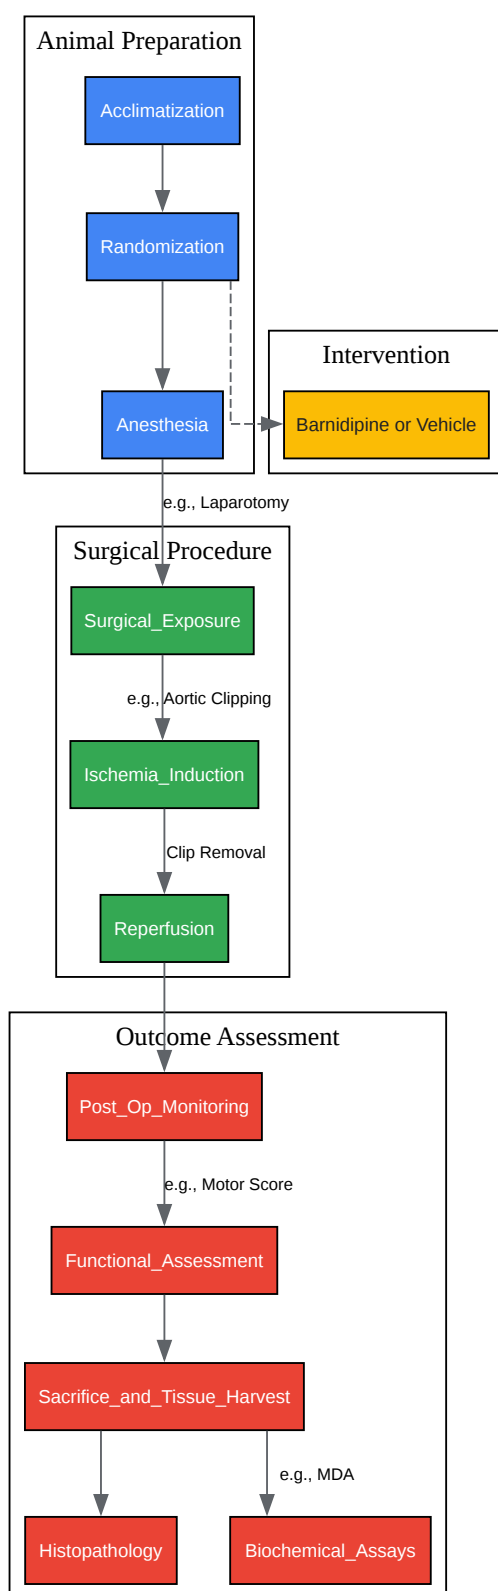 Animal Preparation
Acclimatization
Randomization
Intervention
Anesthesia
Barnidipine or Vehicle
e.g., Laparotomy
Surgical Procedure
Surgical_Exposure
e.g., Aortic Clipping
Ischemia_Induction
Clip Removal
Reperfusion
Outcome Assessment
Post_Op_Monitoring
e.g., Motor Score
Functional_Assessment
Sacrifice_and_Tissue_Harvest
e.g., MDA
Histopathology
Biochemical_Assays